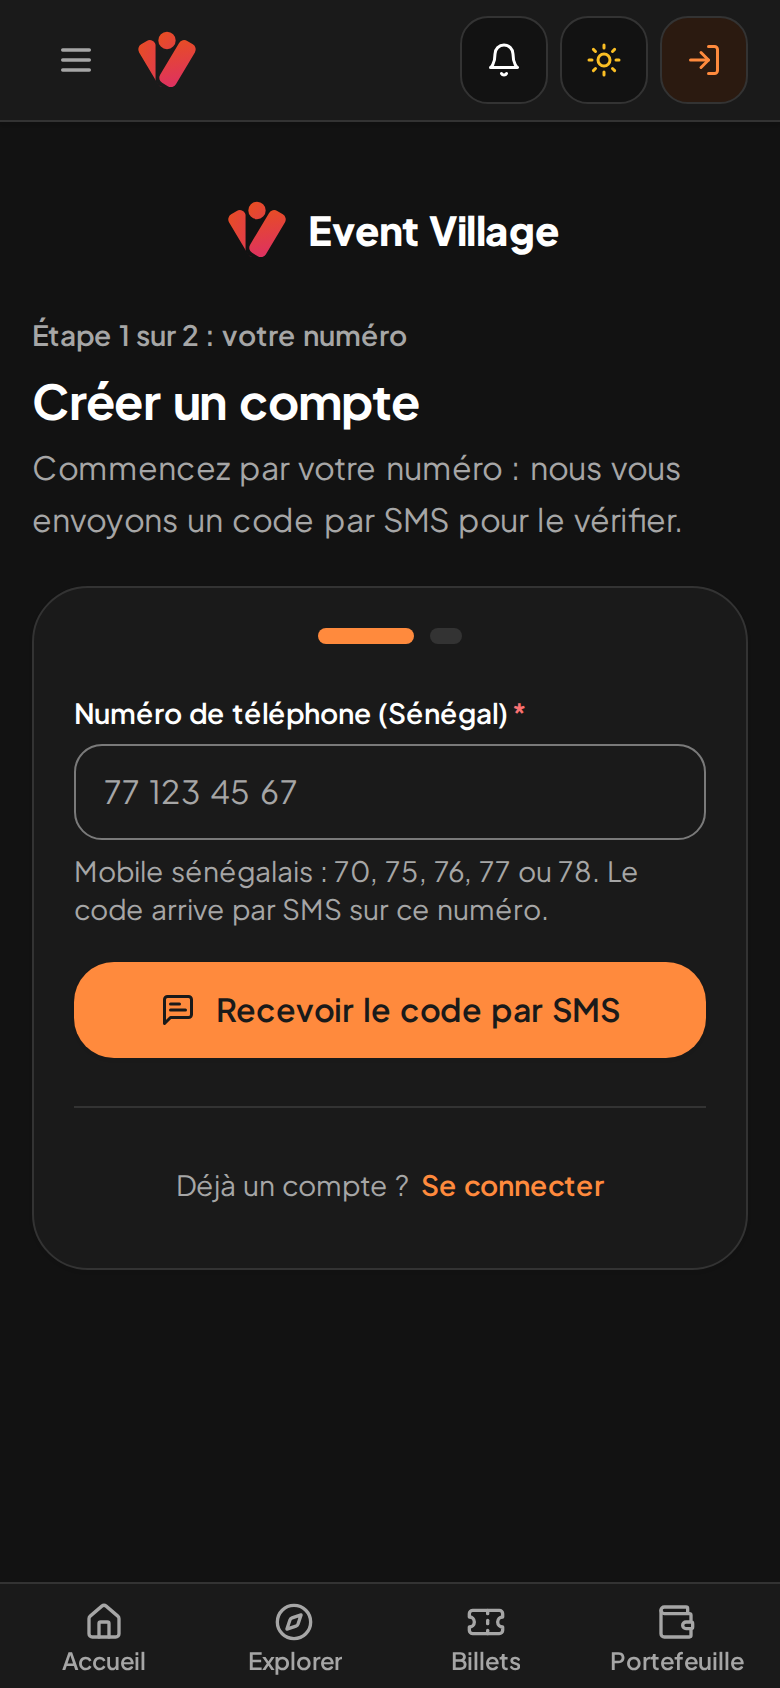 Event Village
Étape 1 sur 2 : votre numéro
Créer un compte
Commencez par votre numéro : nous vous
envoyons un code par SMS pour le vérifier.
Numéro de téléphone (Sénégal) *
77 123 45 67
Mobile sénégalais : 70, 75, 76, 77 ou 78. Le
code arrive par SMS sur ce numéro.
Recevoir le code par SMS
Déjà un compte ? Se connecter
Accueil
Explorer
Billets
Portefeuille